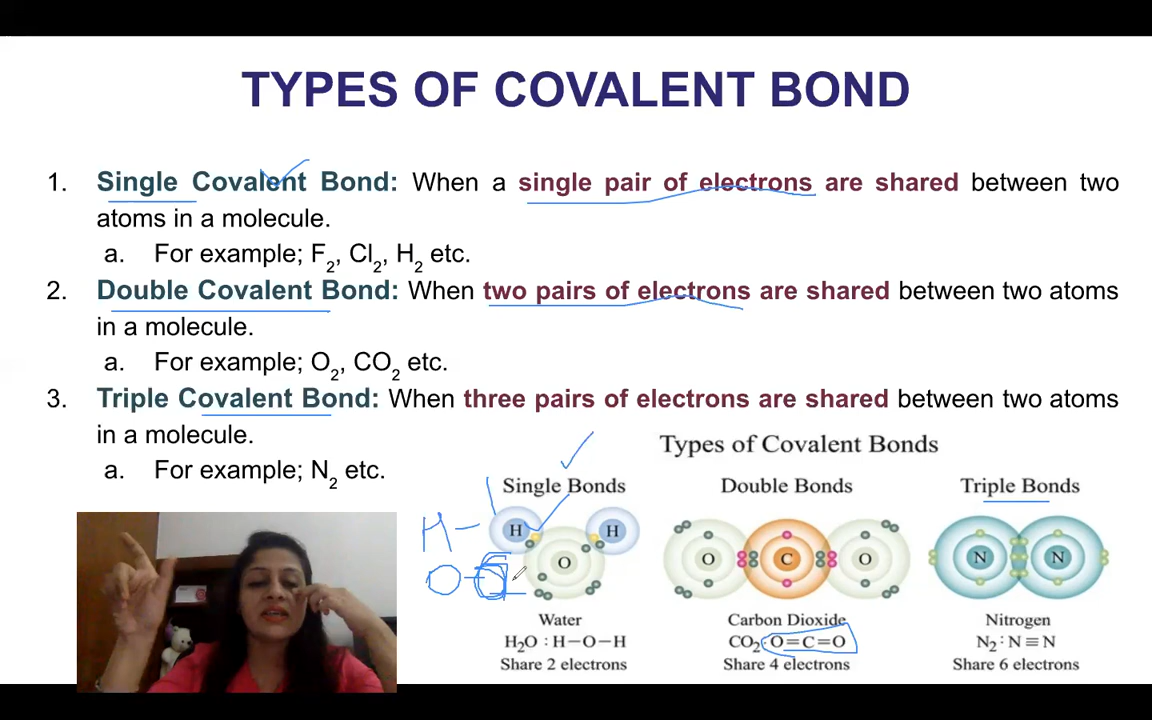 TYPES OF COVALENT BOND
1. Single Covalent Bond: When a single pair of electrons are shared between two
atoms in a molecule.
a. For example; F₂, Cl₂, H₂ etc.
2. Double Covalent Bond: When two pairs of electrons are shared between two atoms
in a molecule.
a. For example; O₂, CO₂ etc.
3. Triple Covalent Bond: When three pairs of electrons are shared between two atoms
in a molecule.
a. For example; N₂ etc.
Types of Covalent Bonds
Single Bonds Double Bonds Triple Bonds
H –
H H
O
O C O
N N
O –
Water Carbon Dioxide Nitrogen
H₂O : H–O–H CO₂: O=C=O N₂: N≡N
Share 2 electrons Share 4 electrons Share 6 electrons